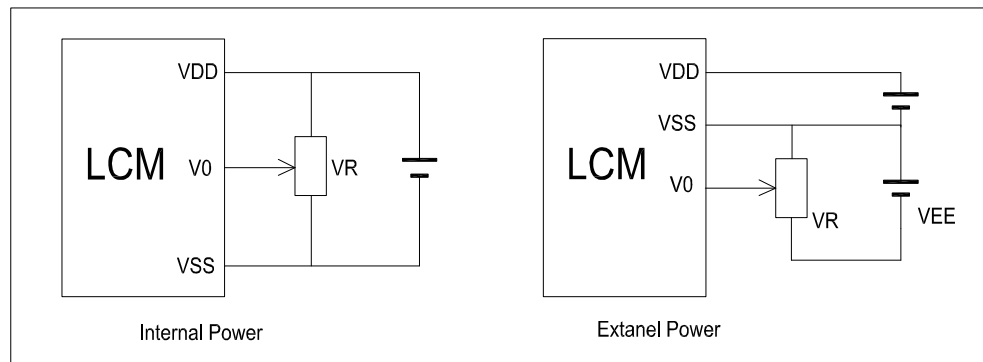 VDD
LCM
V0
VR
VSS
Internal Power
VDD
VSS
LCM
V0
VR
VEE
Extanel Power